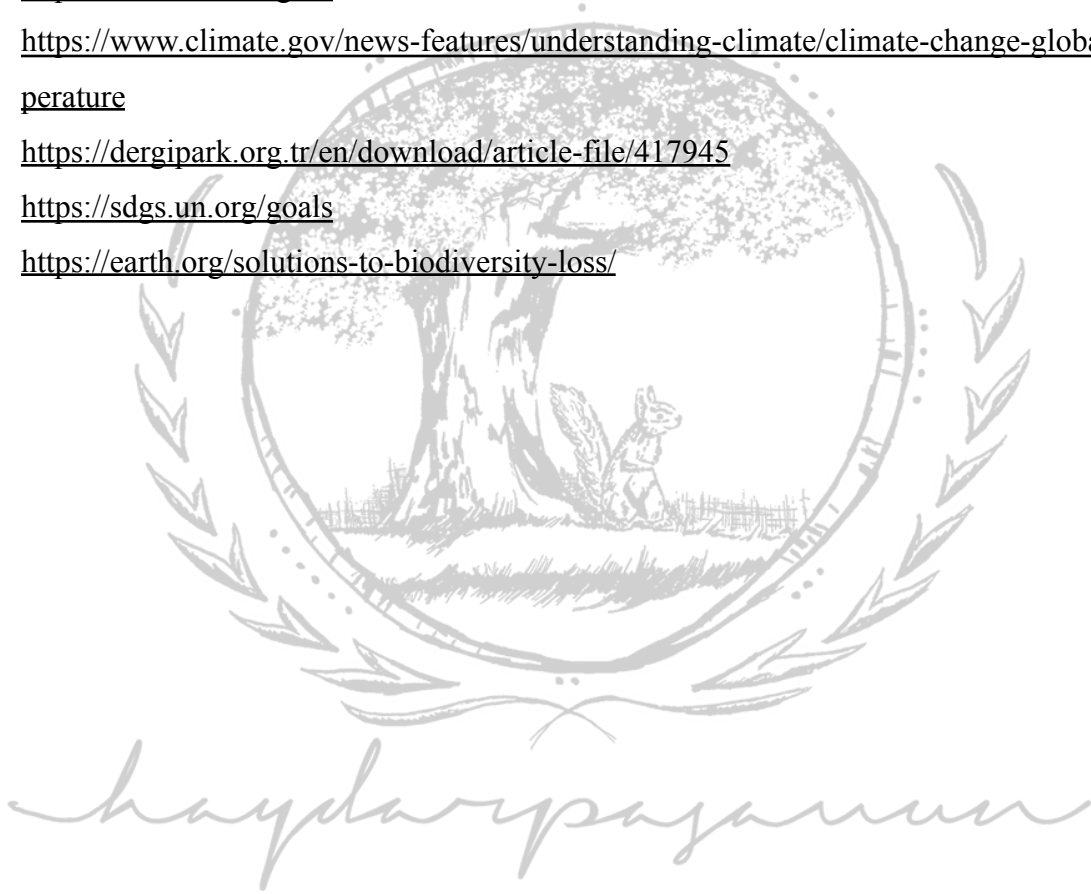 https://www.climate.gov/news-features/understanding-climate/climate-change-globa
perature
https://dergipark.org.tr/en/download/article-file/417945
https://sdgs.un.org/goals
https://earth.org/solutions-to-biodiversity-loss/
haydarpaşamun